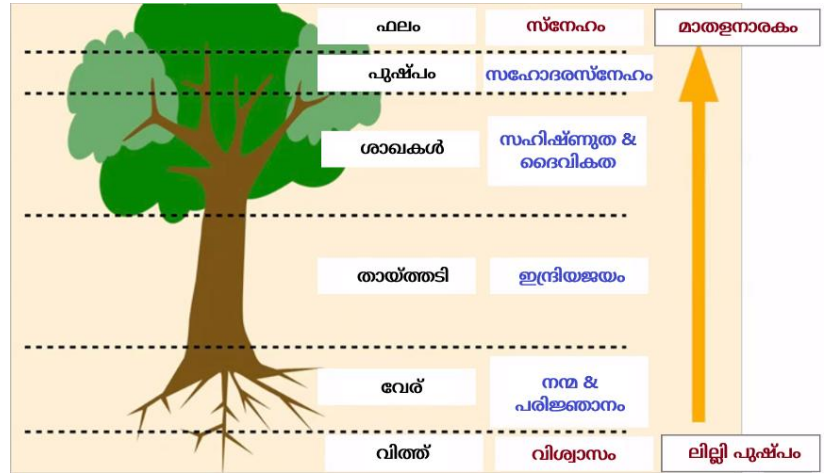 ഫലം സ്നേഹം മാതളനാരകം
പുഷ്പം സഹോദരസ്നേഹം
ശാഖകൾ സഹിഷ്ണുത &
ദൈവികത
തായ്ത്തടി ഇന്ദ്രിയജയം
വേര് നന്മ &
പരിജ്ഞാനം
വിത്ത് വിശ്വാസം ലില്ലി പുഷ്പം